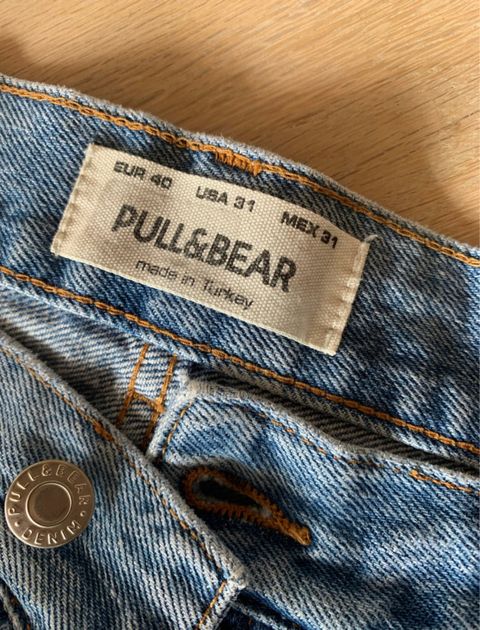 EUR 40 USA 31 MEX 31
PULL&BEAR
made in Turkey
PULL&BEAR
DENIM